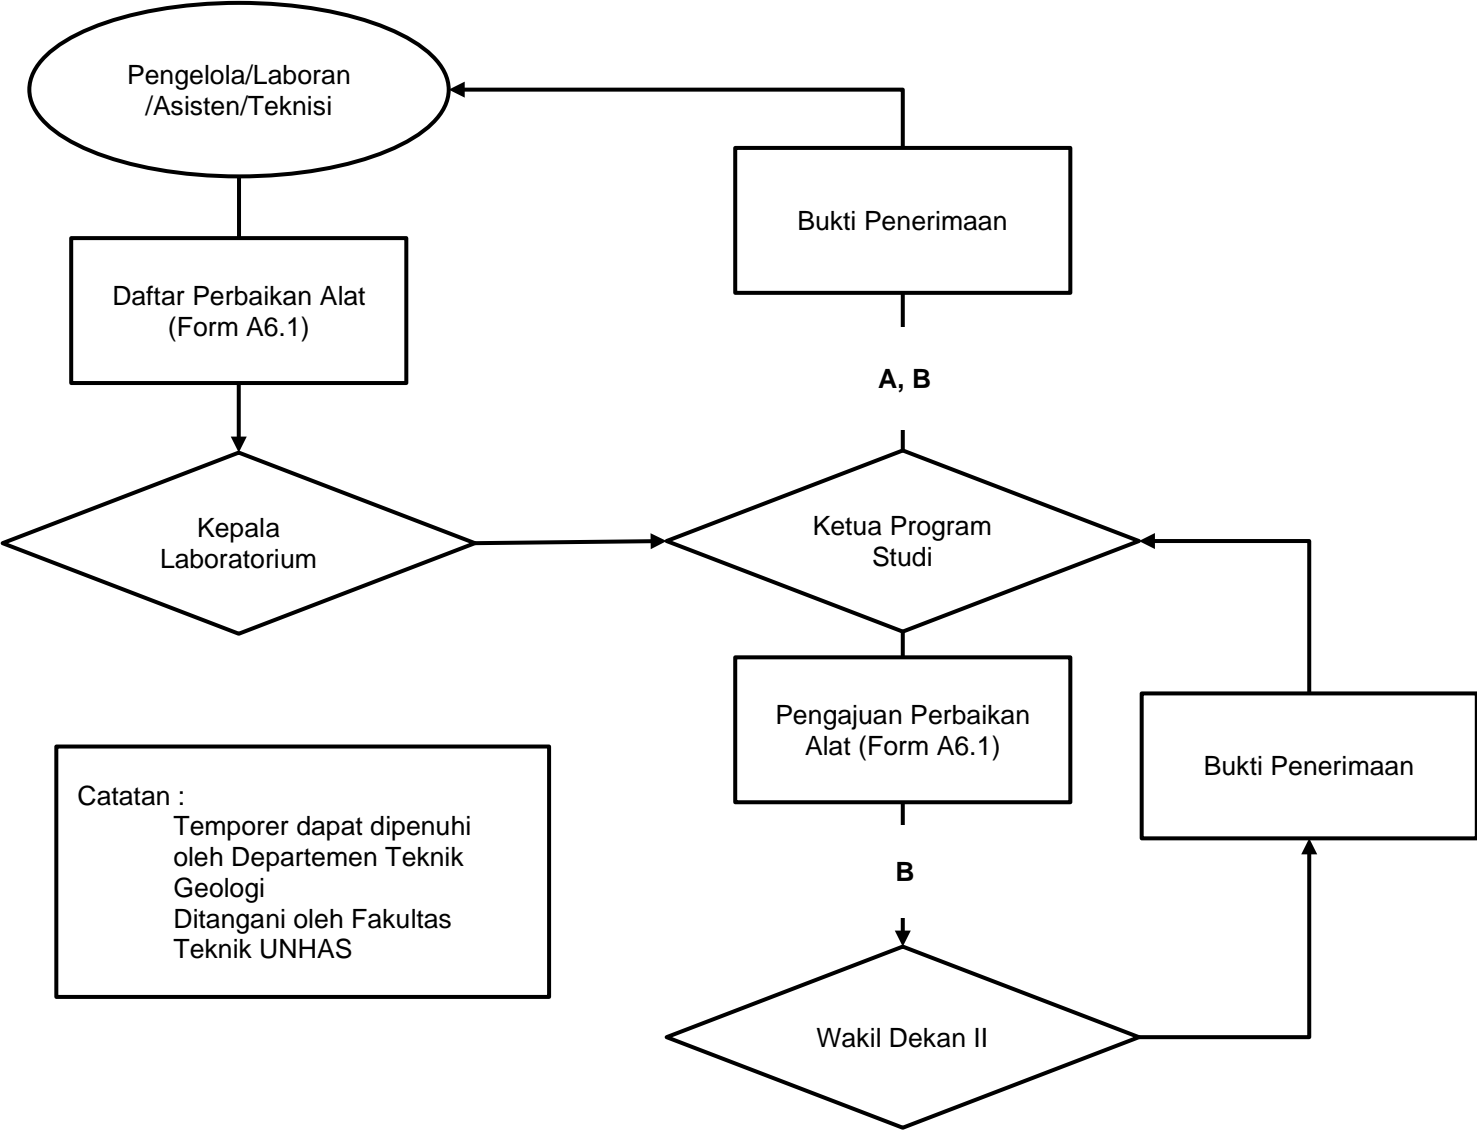 Pengelola/Laboran
/Asisten/Teknisi
Bukti Penerimaan
Daftar Perbaikan Alat
(Form A6.1)
A, B
Kepala
Laboratorium
Ketua Program
Studi
Pengajuan Perbaikan
Alat (Form A6.1)
Bukti Penerimaan
Catatan :
Temporer dapat dipenuhi
oleh Departemen Teknik
Geologi
Ditangani oleh Fakultas
Teknik UNHAS
B
Wakil Dekan II